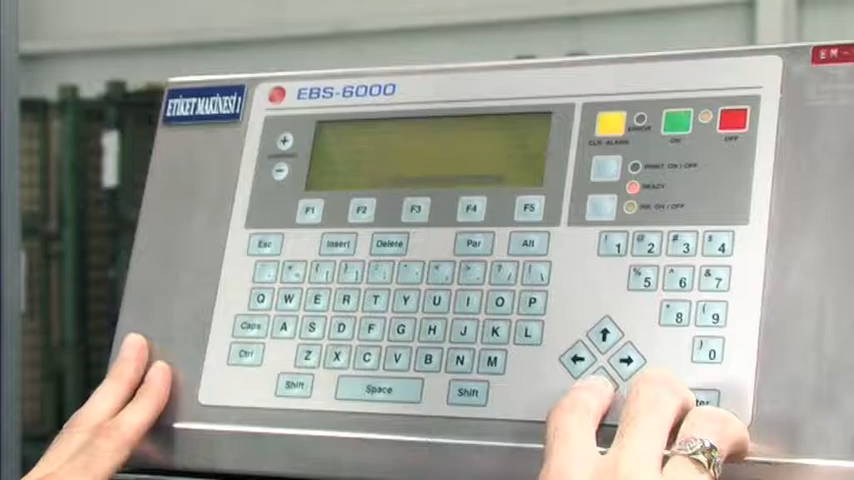 ETİKET MAKİNESİ 1
EBS-6000
EM-
CLR. ALARM
ERROR
ON
OFF
PRINT ON / OFF
READY
INK ON / OFF
F1 F2 F3 F4 F5
Esc Insert Delete Par Alt
! 1 @ 2 # 3 $ 4
% 5 ^ 6 & 7
* 8 ( 9
) 0
Q W E R T Y U I O P
Caps A S D F G H J K L
Ctrl Z X C V B N M
Shift Space Shift